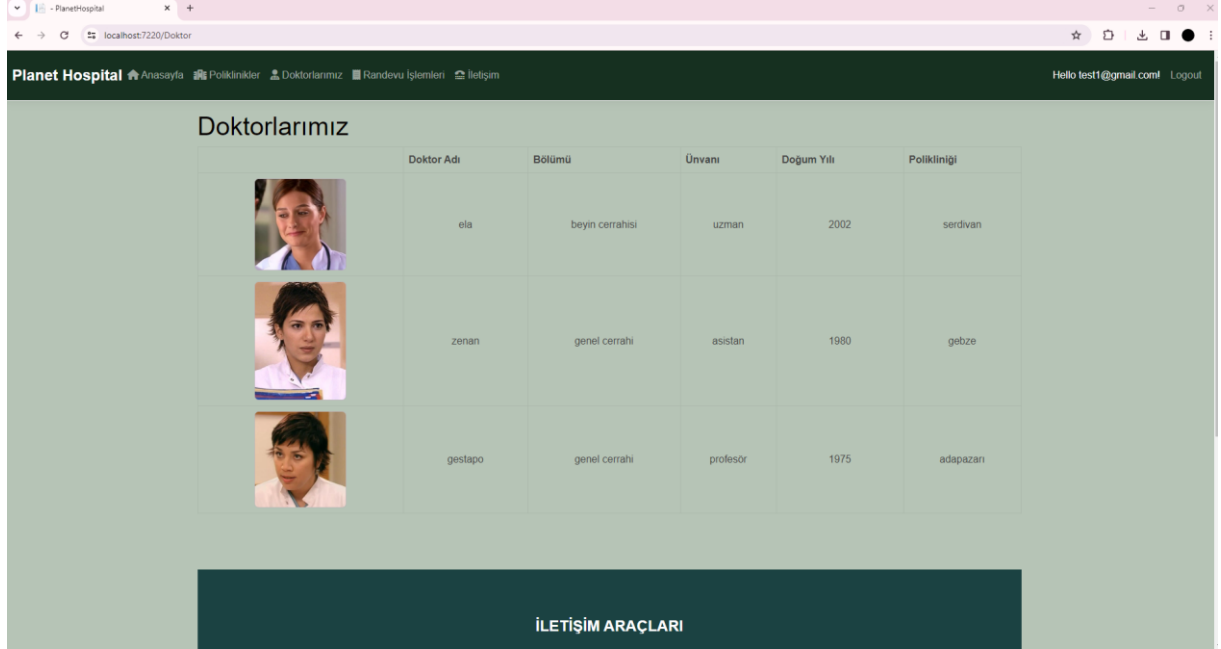 - PlanetHospital
localhost:7220/Doktor
Planet Hospital Anasayfa Poliklinikler Doktorlarımız Randevu İşlemleri İletişim Hello test1@gmail.com! Logout
Doktorlarımız
Doktor Adı Bölümü Ünvanı Doğum Yılı Polikliniği
ela beyin cerrahisi uzman 2002 serdivan
zenan genel cerrahi asistan 1980 gebze
gestapo genel cerrahi profesör 1975 adapazarı
İLETİŞİM ARAÇLARI